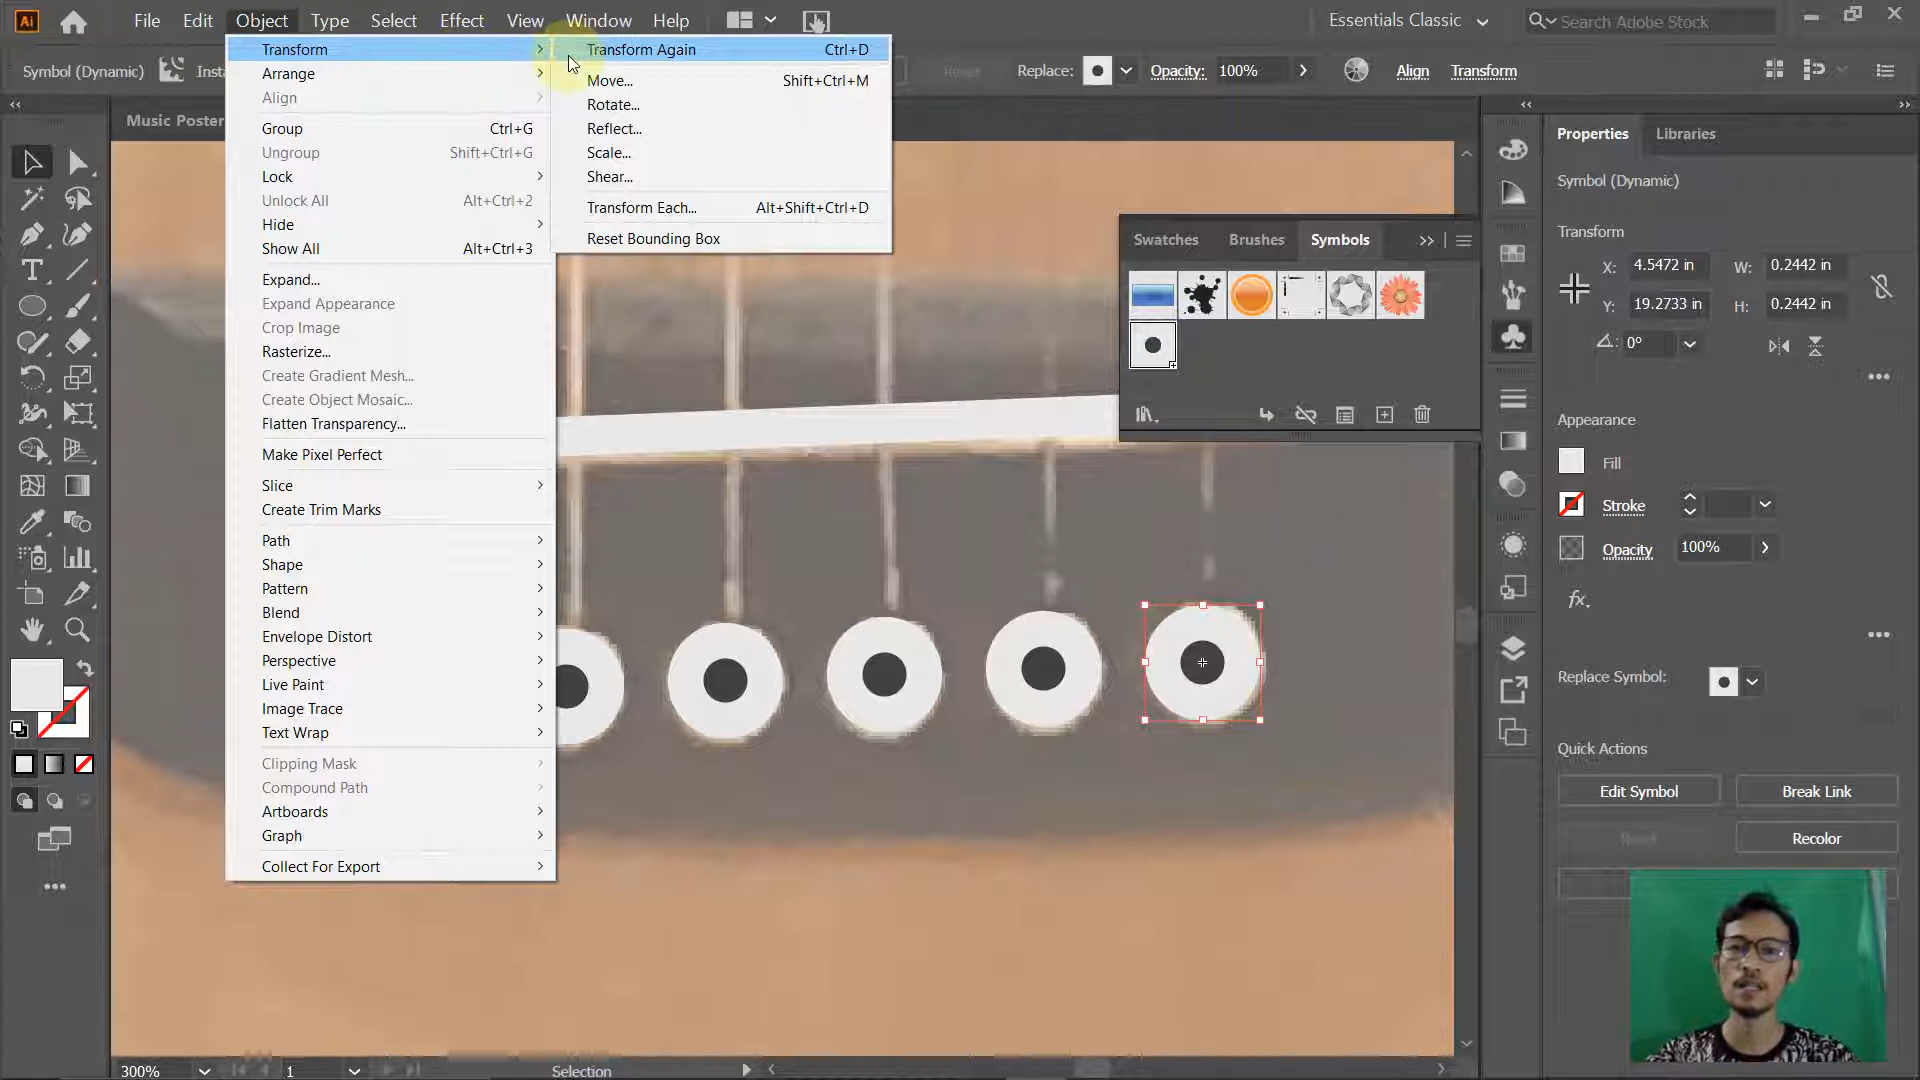 Ai
File Edit Object Type Select Effect View Window Help
Essentials Classic
Search Adobe Stock
Symbol (Dynamic)
Insta
Reset
Replace:
Opacity: 100%
Align
Transform
Music Poster
Transform
Arrange
Align
Group Ctrl+G
Ungroup Shift+Ctrl+G
Lock
Unlock All Alt+Ctrl+2
Hide
Show All Alt+Ctrl+3
Expand...
Expand Appearance
Crop Image
Rasterize...
Create Gradient Mesh...
Create Object Mosaic...
Flatten Transparency...
Make Pixel Perfect
Slice
Create Trim Marks
Path
Shape
Pattern
Blend
Envelope Distort
Perspective
Live Paint
Image Trace
Text Wrap
Clipping Mask
Compound Path
Artboards
Graph
Collect For Export
Transform Again Ctrl+D
Move... Shift+Ctrl+M
Rotate...
Reflect...
Scale...
Shear...
Transform Each... Alt+Shift+Ctrl+D
Reset Bounding Box
Swatches Brushes Symbols
Properties Libraries
Symbol (Dynamic)
Transform
X: 4.5472 in W: 0.2442 in
Y: 19.2733 in H: 0.2442 in
0°
Appearance
Fill
Stroke
Opacity 100%
fx.
Replace Symbol:
Quick Actions
Edit Symbol Break Link
Reset Recolor
300% 1 Selection